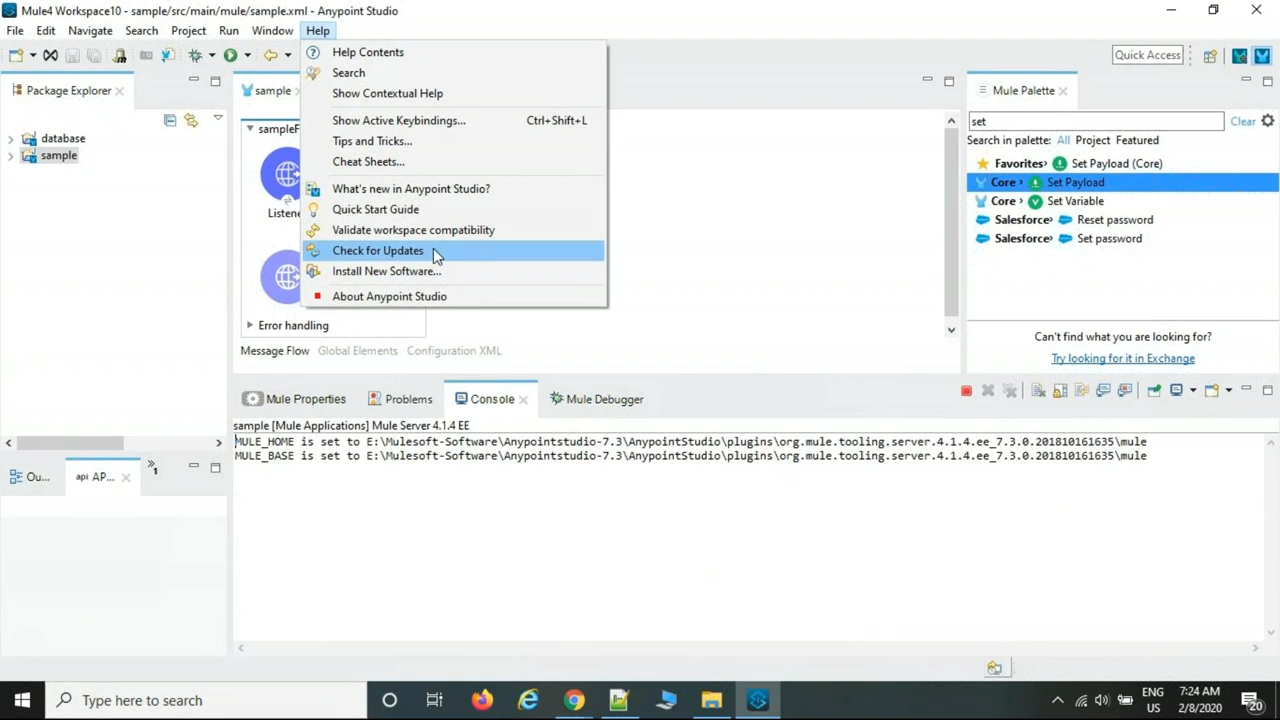 Mule4 Workspace10 - sample/src/main/mule/sample.xml - Anypoint Studio
File Edit Navigate Search Project Run Window Help
Quick Access
Package Explorer
database
sample
sample
sampleF
Listene
Error handling
Message Flow Global Elements Configuration XML
Help Contents
Search
Show Contextual Help
Show Active Keybindings... Ctrl+Shift+L
Tips and Tricks...
Cheat Sheets...
What's new in Anypoint Studio?
Quick Start Guide
Validate workspace compatibility
Check for Updates
Install New Software...
About Anypoint Studio
Mule Palette
set Clear
Search in palette: All Project Featured
Favorites› Set Payload (Core)
Core › Set Payload
Core › Set Variable
Salesforce› Reset password
Salesforce› Set password
Can't find what you are looking for?
Try looking for it in Exchange
Ou... api AP... »1
Mule Properties Problems Console Mule Debugger
sample [Mule Applications] Mule Server 4.1.4 EE
MULE_HOME is set to E:\Mulesoft-Software\Anypointstudio-7.3\AnypointStudio\plugins\org.mule.tooling.server.4.1.4.ee_7.3.0.201810161635\mule
MULE_BASE is set to E:\Mulesoft-Software\Anypointstudio-7.3\AnypointStudio\plugins\org.mule.tooling.server.4.1.4.ee_7.3.0.201810161635\mule
Type here to search
ENG
US
7:24 AM
2/8/2020
20